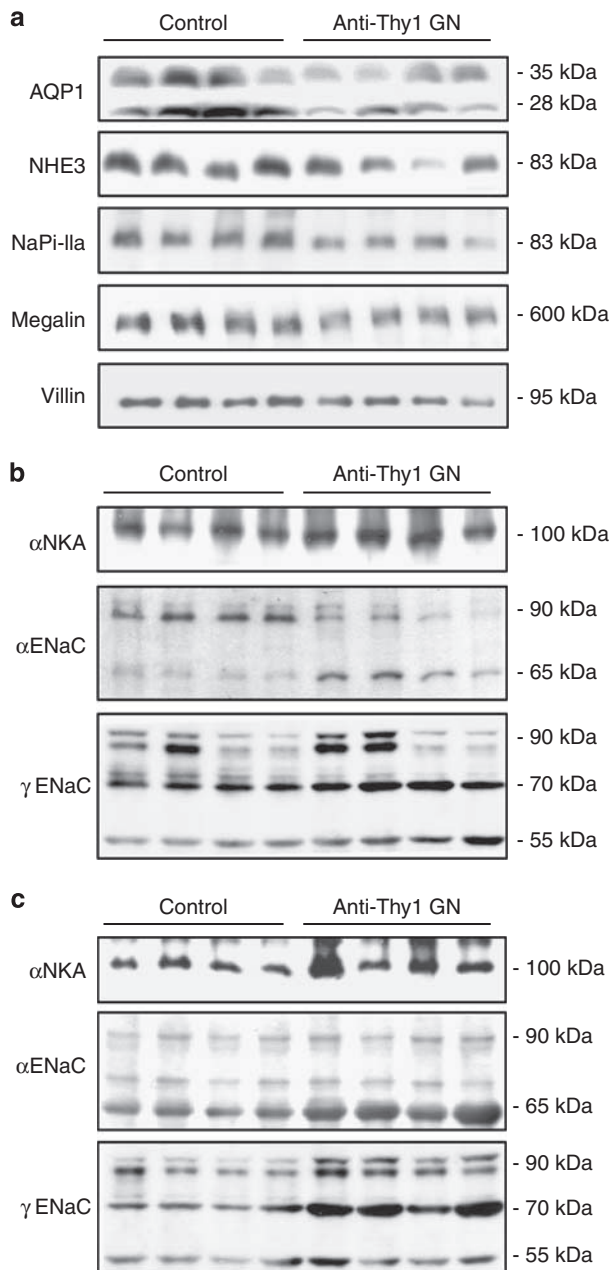 a
Control Anti-Thy1 GN
AQP1
- 35 kDa
- 28 kDa
NHE3 - 83 kDa
NaPi-IIa - 83 kDa
Megalin - 600 kDa
Villin - 95 kDa
b
Control Anti-Thy1 GN
αNKA - 100 kDa
αENaC
- 90 kDa
- 65 kDa
γ ENaC
- 90 kDa
- 70 kDa
- 55 kDa
c
Control Anti-Thy1 GN
αNKA - 100 kDa
αENaC
- 90 kDa
- 65 kDa
γ ENaC
- 90 kDa
- 70 kDa
- 55 kDa